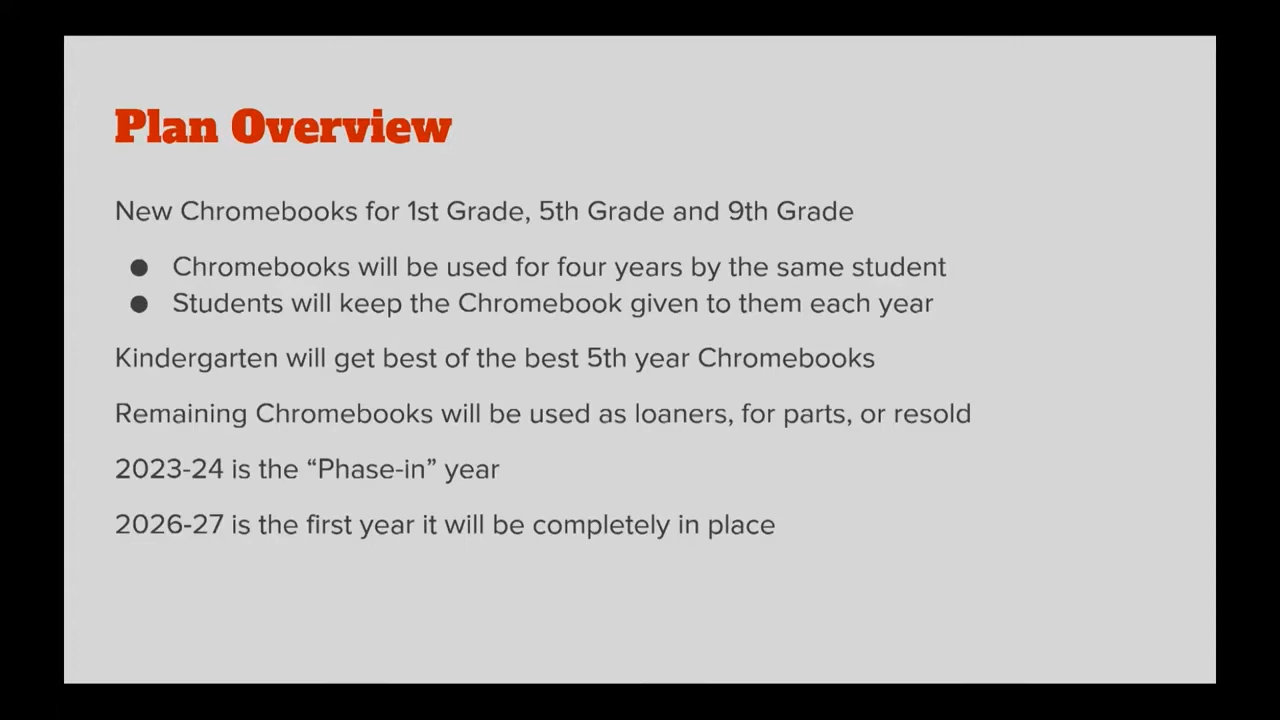 Plan Overview
New Chromebooks for 1st Grade, 5th Grade and 9th Grade
● Chromebooks will be used for four years by the same student
● Students will keep the Chromebook given to them each year
Kindergarten will get best of the best 5th year Chromebooks
Remaining Chromebooks will be used as loaners, for parts, or resold
2023-24 is the “Phase-in” year
2026-27 is the first year it will be completely in place